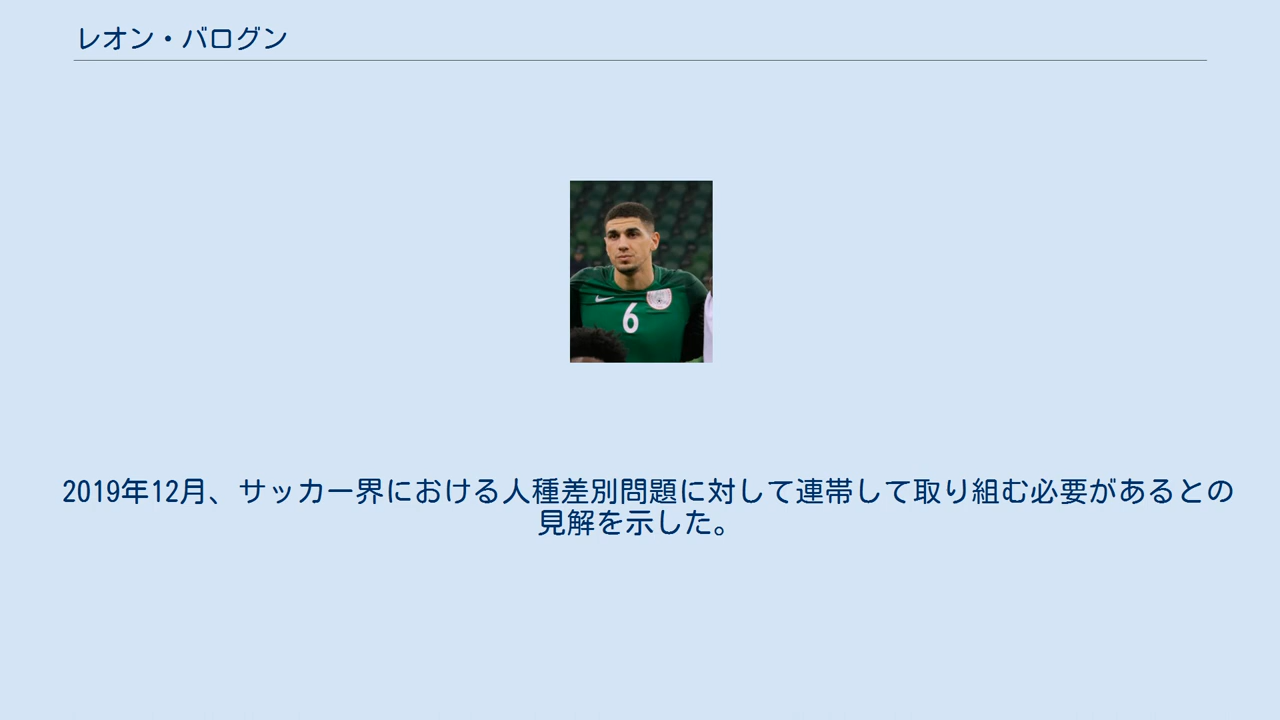 レオン・バログン
6
2019年12月、サッカー界における人種差別問題に対して連帯して取り組む必要があるとの
見解を示した。